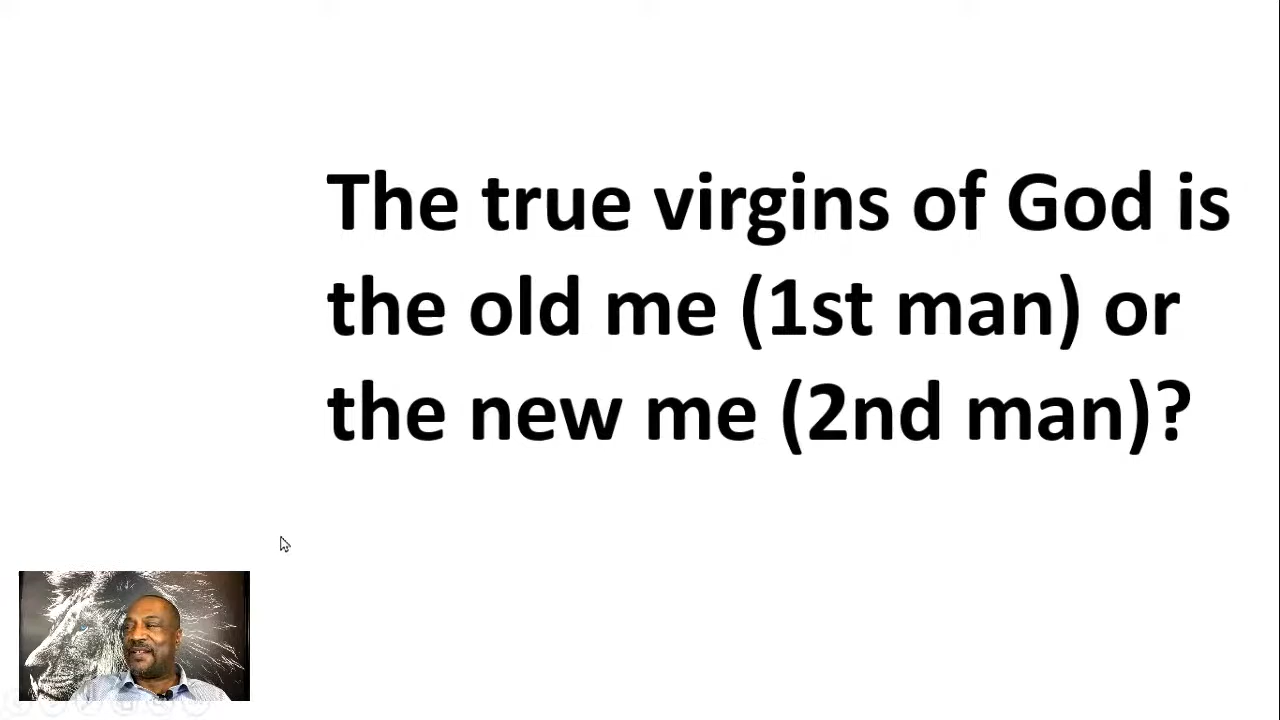 The true virgins of God is
the old me (1st man) or
the new me (2nd man)?